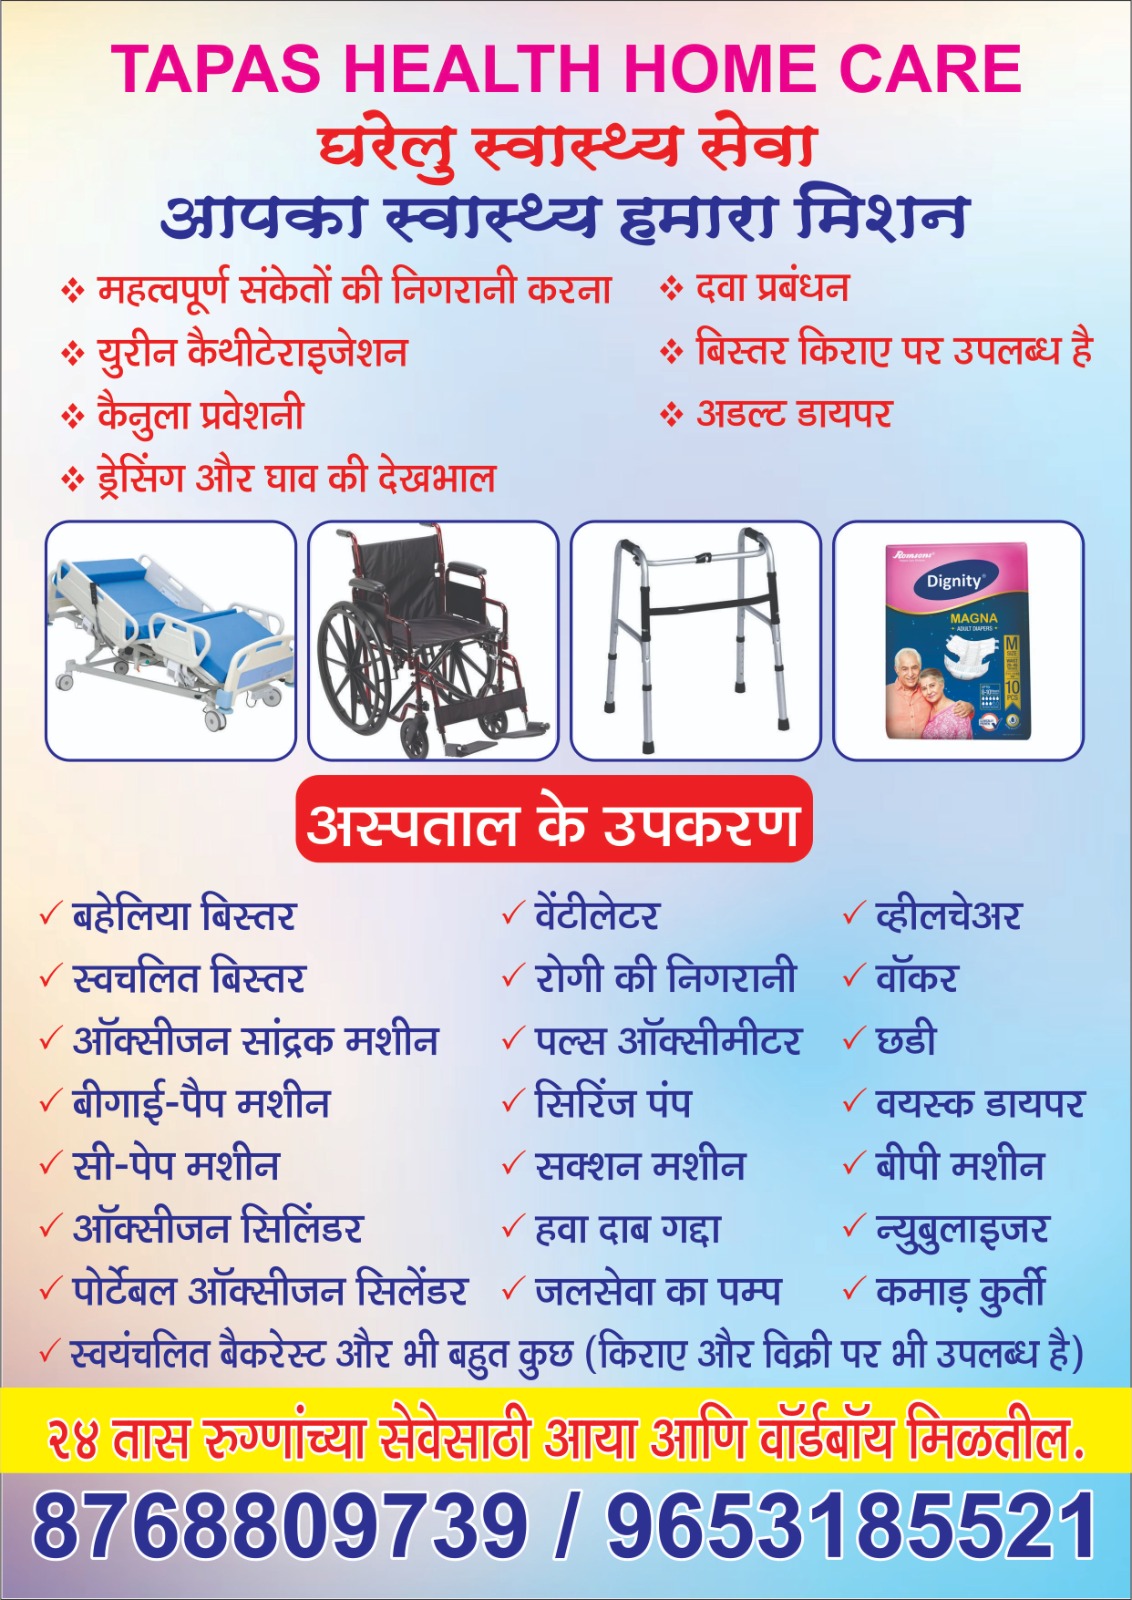 TAPAS HEALTH HOME CARE
घरेलु स्वास्थ्य सेवा
आपका स्वास्थ्य हमारा मिशन
❖ महत्वपूर्ण संकेतों की निगरानी करना
❖ युरीन कैथीटेराइजेशन
❖ कैनुला प्रवेशनी
❖ ड्रेसिंग और घाव की देखभाल
❖ दवा प्रबंधन
❖ बिस्तर किराए पर उपलब्ध है
❖ अडल्ट डायपर
Romsons
Dignity
MAGNA
ADULT DIAPERS
M
10
अस्पताल के उपकरण
✓ बहेलिया बिस्तर
✓ स्वचलित बिस्तर
✓ ऑक्सीजन सांद्रक मशीन
✓ बीगाई-पैप मशीन
✓ सी-पेप मशीन
✓ ऑक्सीजन सिलिंडर
✓ पोर्टेबल ऑक्सीजन सिलेंडर
✓ वेंटीलेटर
✓ रोगी की निगरानी
✓ पल्स ऑक्सीमीटर
✓ सिरिंज पंप
✓ सक्शन मशीन
✓ हवा दाब गद्दा
✓ जलसेवा का पम्प
✓ व्हीलचेअर
✓ वॉकर
✓ छडी
✓ वयस्क डायपर
✓ बीपी मशीन
✓ न्युबुलाइजर
✓ कमाड़ कुर्ती
✓ स्वयंचलित बैकरेस्ट और भी बहुत कुछ (किराए और विक्री पर भी उपलब्ध है)
२४ तास रुग्णांच्या सेवेसाठी आया आणि वॉर्डबॉय मिळतील.
8768809739 / 9653185521